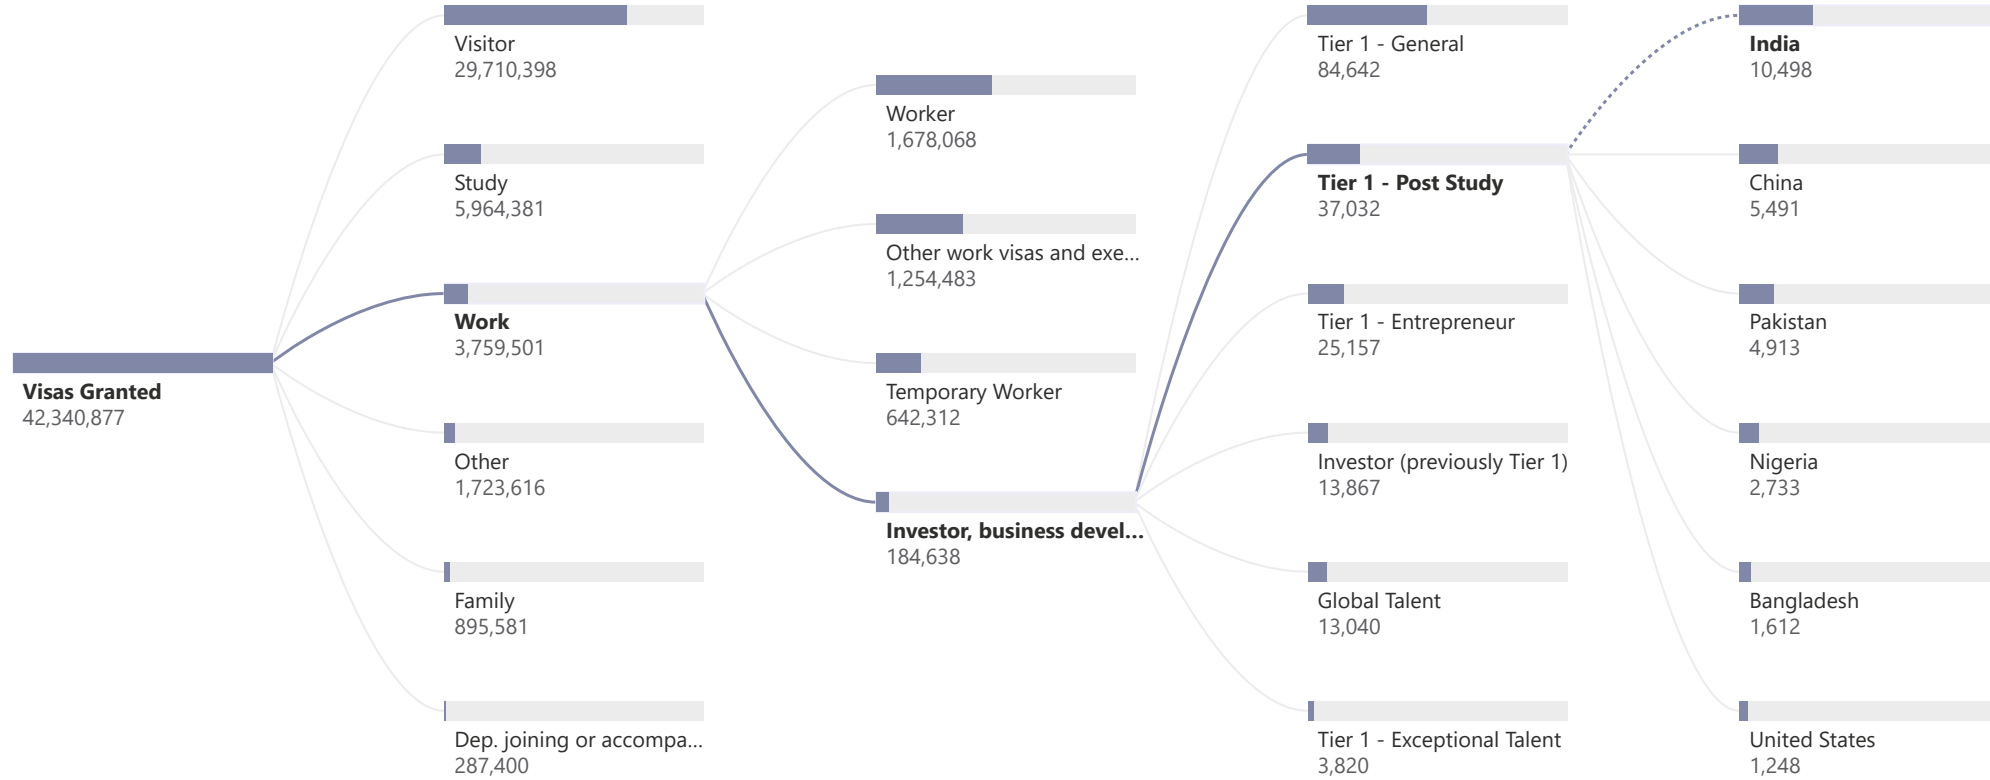 Visas Granted
42,340,877
Visitor
29,710,398
Study
5,964,381
Work
3,759,501
Other
1,723,616
Family
895,581
Dep. joining or accompa...
287,400
Worker
1,678,068
Other work visas and exe...
1,254,483
Temporary Worker
642,312
Investor, business devel...
184,638
Tier 1 - General
84,642
Tier 1 - Post Study
37,032
Tier 1 - Entrepreneur
25,157
Investor (previously Tier 1)
13,867
Global Talent
13,040
Tier 1 - Exceptional Talent
3,820
India
10,498
China
5,491
Pakistan
4,913
Nigeria
2,733
Bangladesh
1,612
United States
1,248